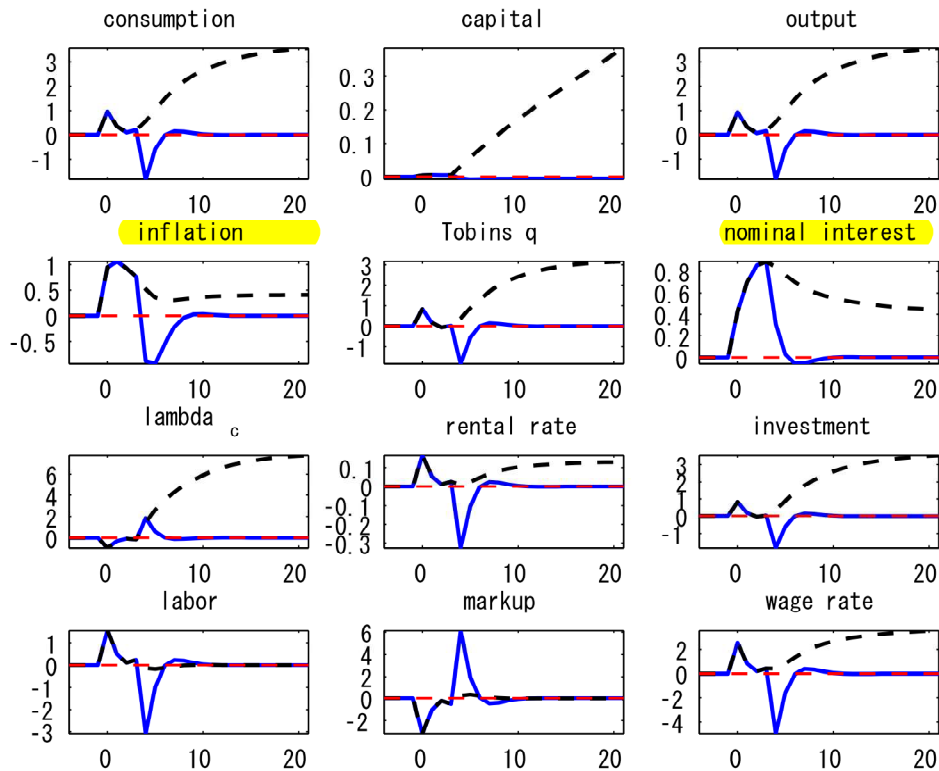 consumption
capital
output
3
2
1
0
-1
0.3
0.2
0.1
0
3
2
1
0
-1
0 10 20
0 10 20
0 10 20
inflation
Tobins q
nominal interest
1
0.5
0
-0.5
3
2
1
0
-1
0.8
0.6
0.4
0.2
0
0 10 20
0 10 20
0 10 20
lambda G
rental rate
investment
6
4
2
0
0.1
0
-0.1
-0.2
-0.3
3
2
1
0
-1
0 10 20
0 10 20
0 10 20
labor
markup
wage rate
1
0
-1
-2
-3
6
4
2
0
-2
2
0
-2
-4
0 10 20
0 10 20
0 10 20